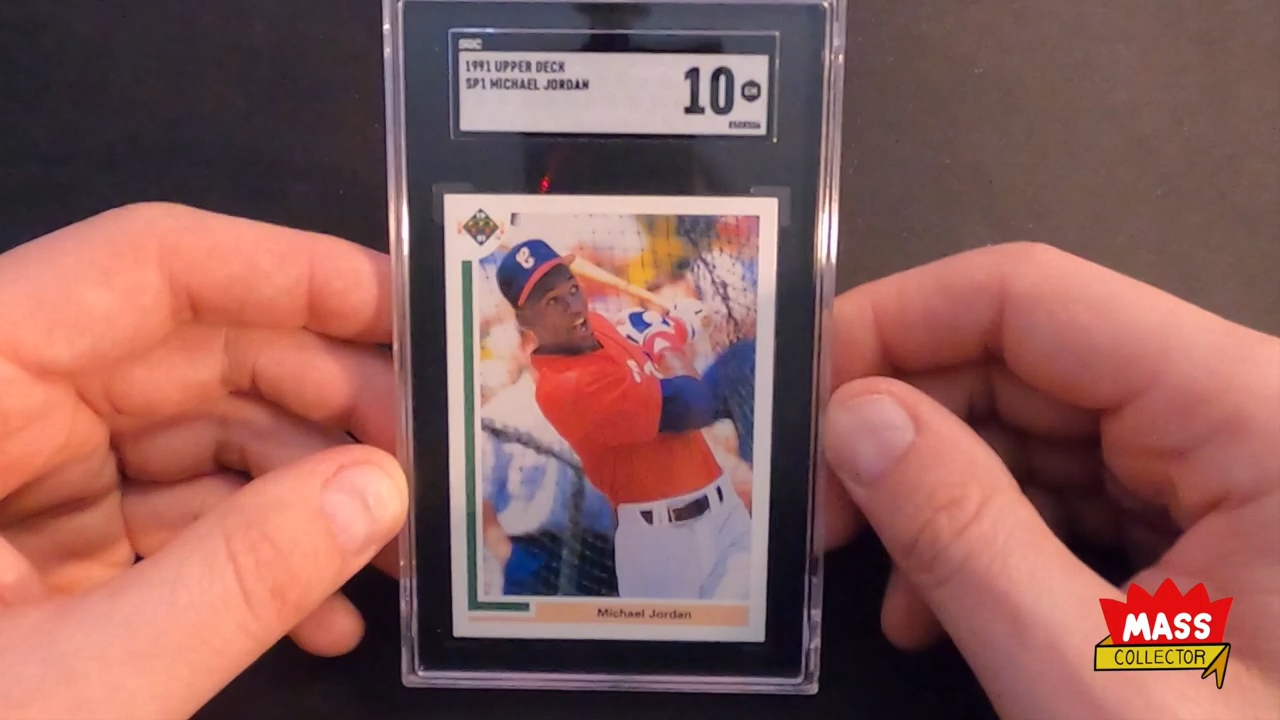 SGC
1991 UPPER DECK
SP1 MICHAEL JORDAN
10 GM
Michael Jordan
MASS
COLLECTOR